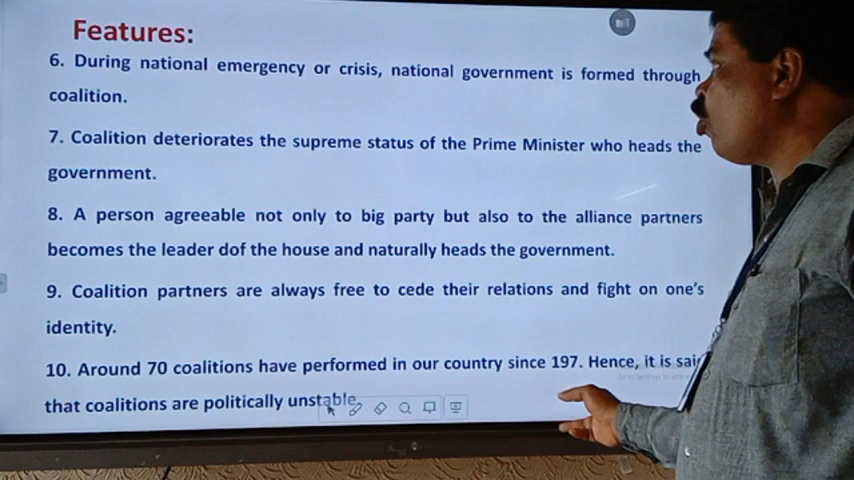 Features:
6. During national emergency or crisis, national government is formed through
coalition.
7. Coalition deteriorates the supreme status of the Prime Minister who heads the
government.
8. A person agreeable not only to big party but also to the alliance partners
becomes the leader dof the house and naturally heads the government.
9. Coalition partners are always free to cede their relations and fight on one's
identity.
10. Around 70 coalitions have performed in our country since 197. Hence, it is said
that coalitions are politically unstable.